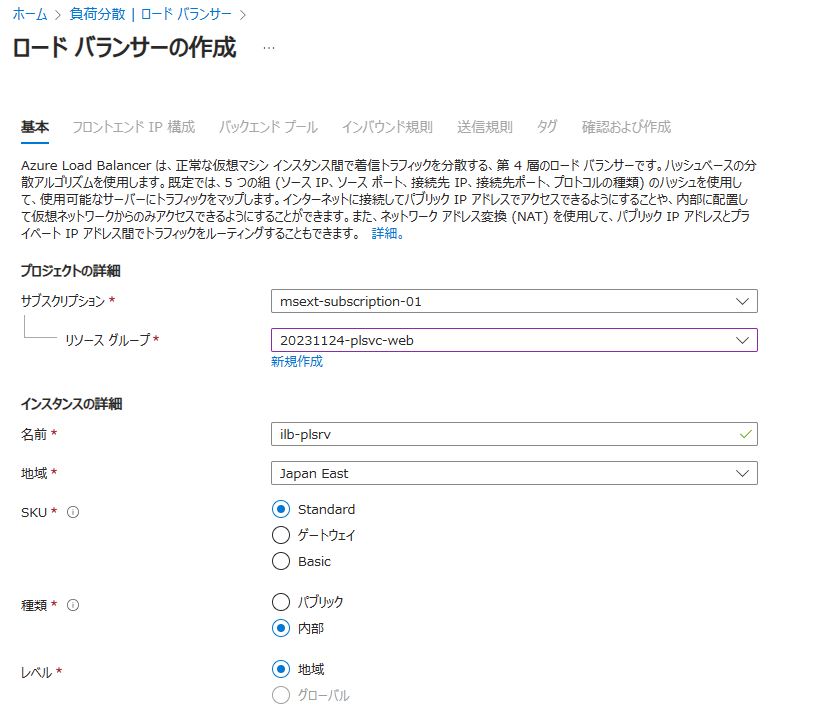 ホーム > 負荷分散 | ロード バランサー >
ロード バランサーの作成 ...
基本 フロントエンド IP 構成 バックエンド プール インバウンド規則 送信規則 タグ 確認および作成
Azure Load Balancer は、正常な仮想マシン インスタンス間で着信トラフィックを分散する、第 4 層のロード バランサーです。ハッシュベースの分
散アルゴリズムを使用します。既定では、5 つの組 (ソース IP、ソース ポート、接続先 IP、接続先ポート、プロトコルの種類) のハッシュを使用し
て、使用可能なサーバーにトラフィックをマップします。インターネットに接続してパブリック IP アドレスでアクセスできるようにすることや、内部に配置し
て仮想ネットワークからのみアクセスできるようにすることができます。また、ネットワーク アドレス変換 (NAT) を使用して、パブリック IP アドレスとプラ
イベート IP アドレス間でトラフィックをルーティングすることもできます。 詳細。
プロジェクトの詳細
サブスクリプション * msext-subscription-01
リソース グループ * 20231124-plsvc-web
新規作成
インスタンスの詳細
名前 * ilb-plsrv
地域 * Japan East
SKU * Standard
ゲートウェイ
Basic
種類 * パブリック
内部
レベル * 地域
グローバル